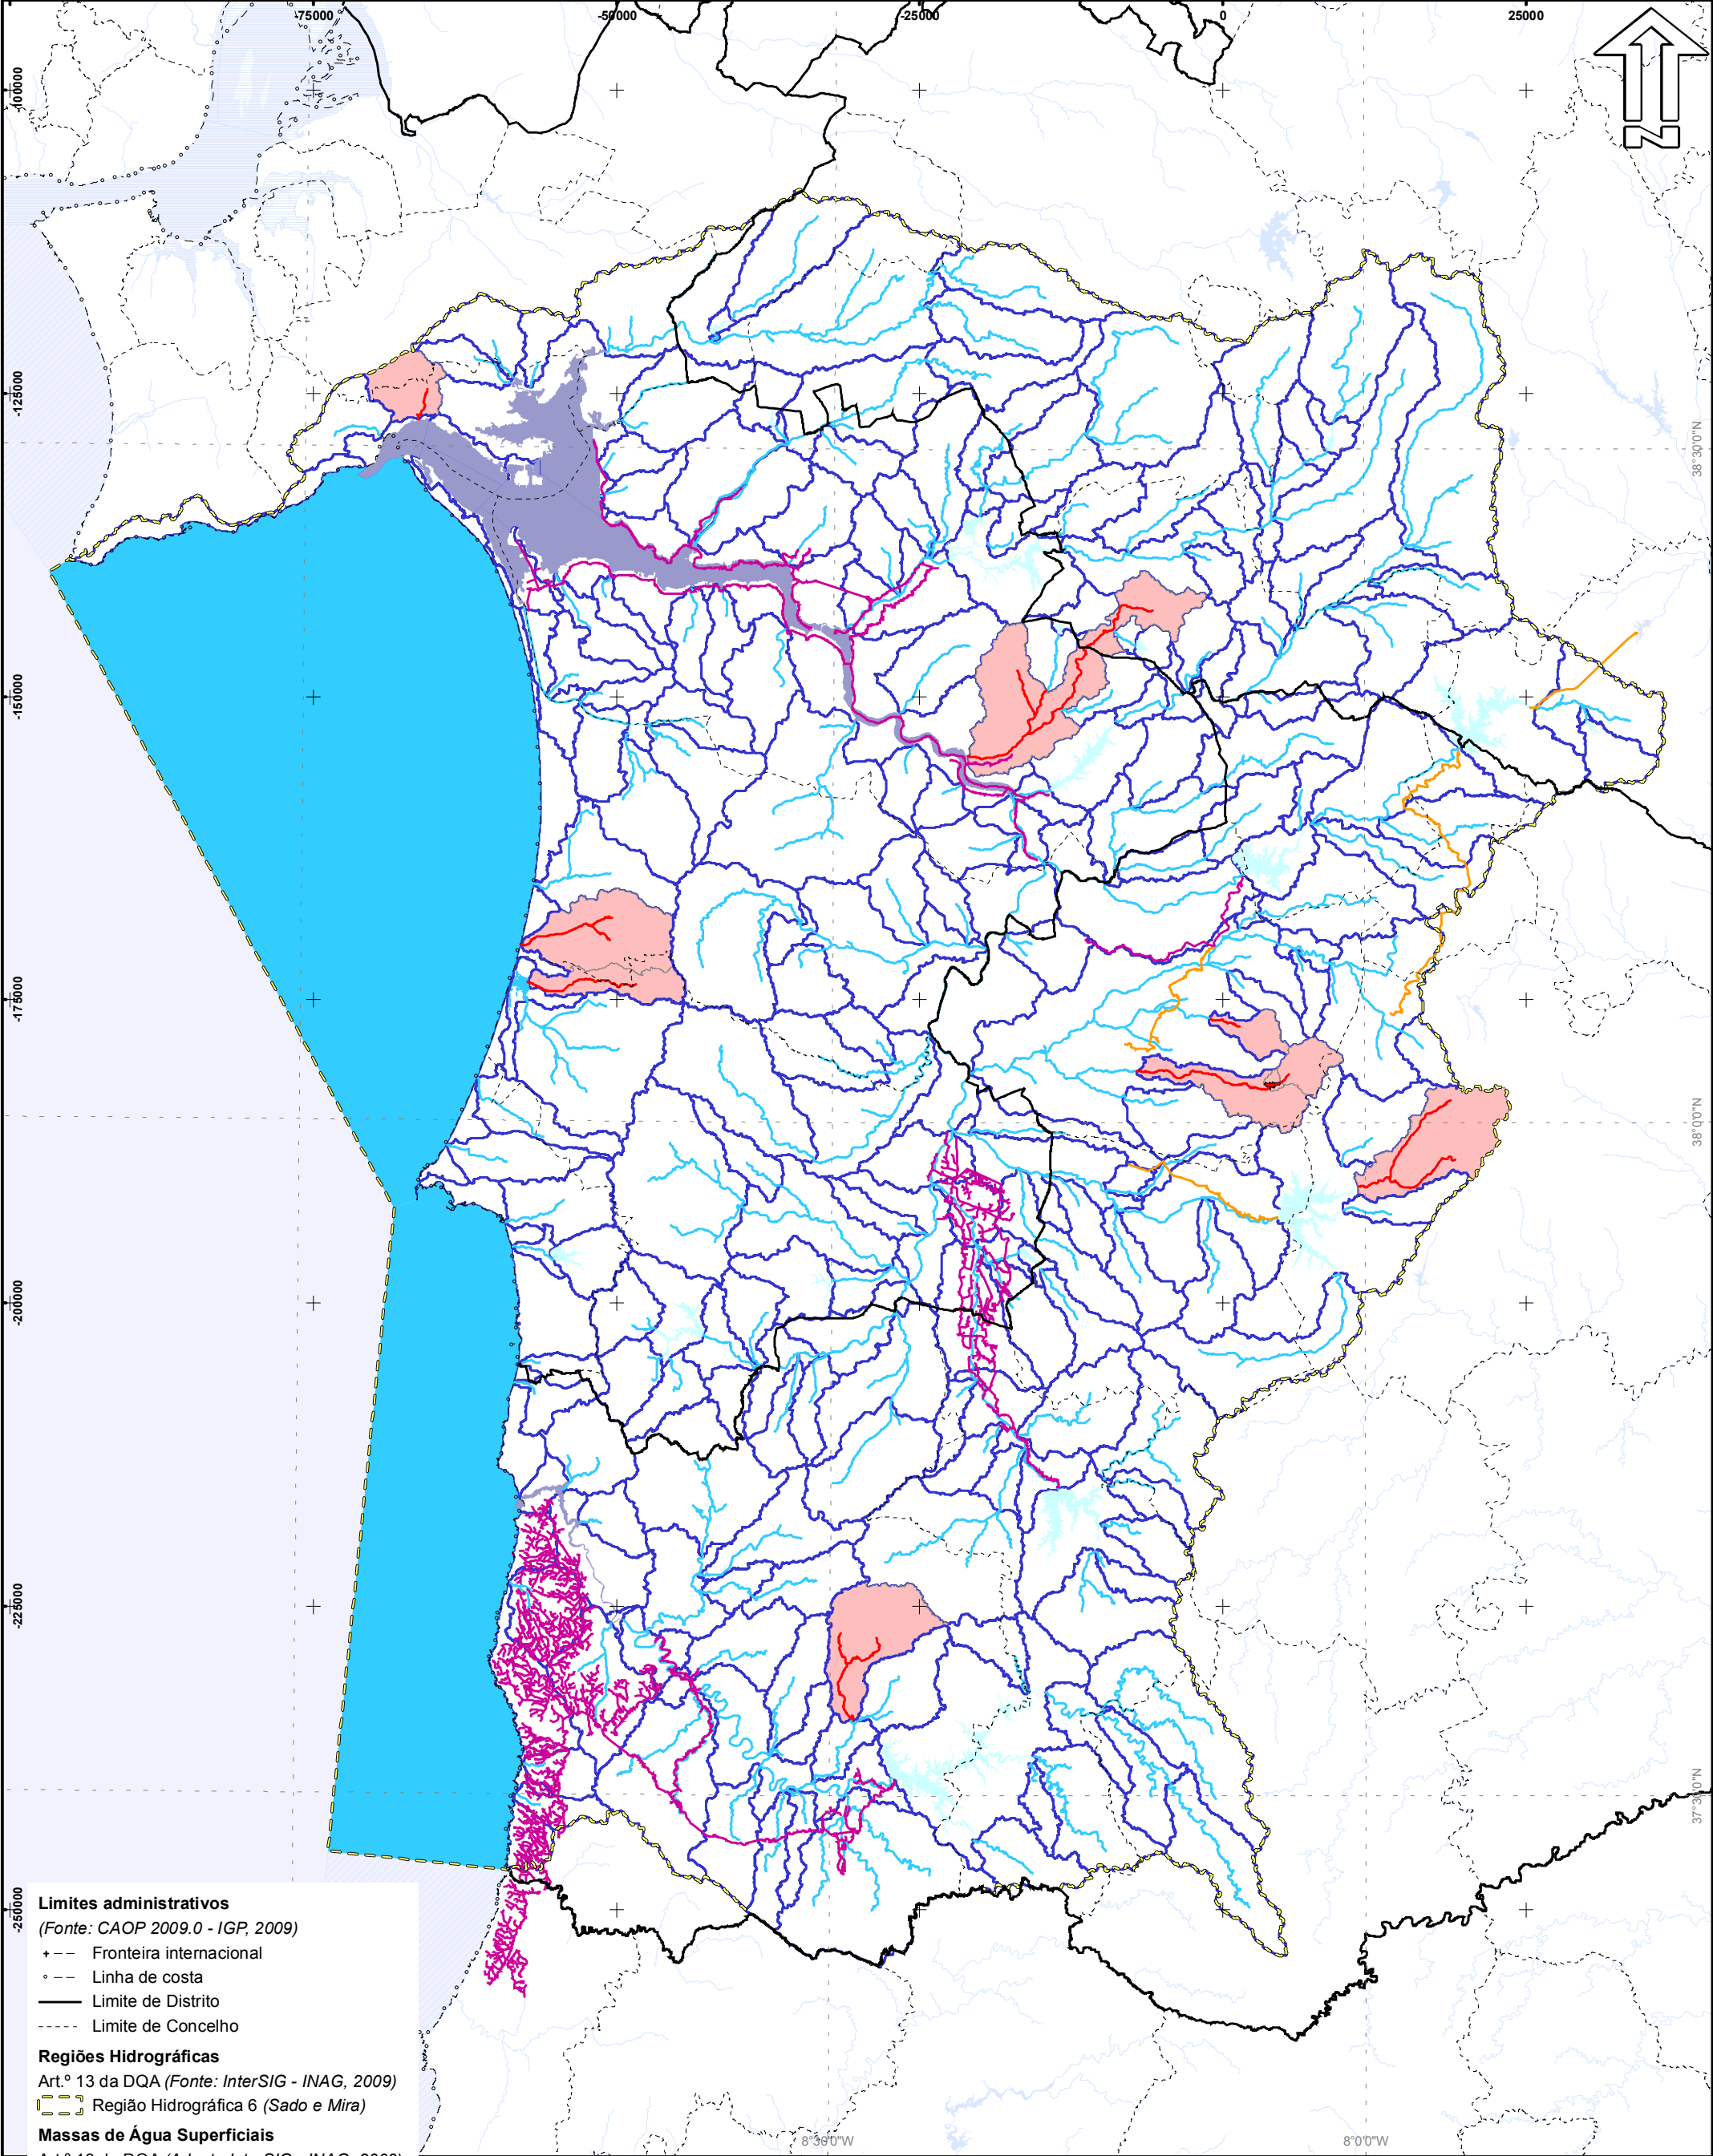 -75000 -50000 -25000 0 25000
N
-100000
-125000
38°30'0"N
-150000
-175000
38°0'0"N
-200000
-225000
37°30'0"N
-250000
Limites administrativos
(Fonte: CAOP 2009.0 - IGP, 2009)
Fronteira internacional
Linha de costa
Limite de Distrito
Limite de Concelho
Regiões Hidrográficas
Art.º 13 da DQA (Fonte: InterSIG - INAG, 2009)
Região Hidrográfica 6 (Sado e Mira)
Massas de Água Superficiais
8°0'0"W